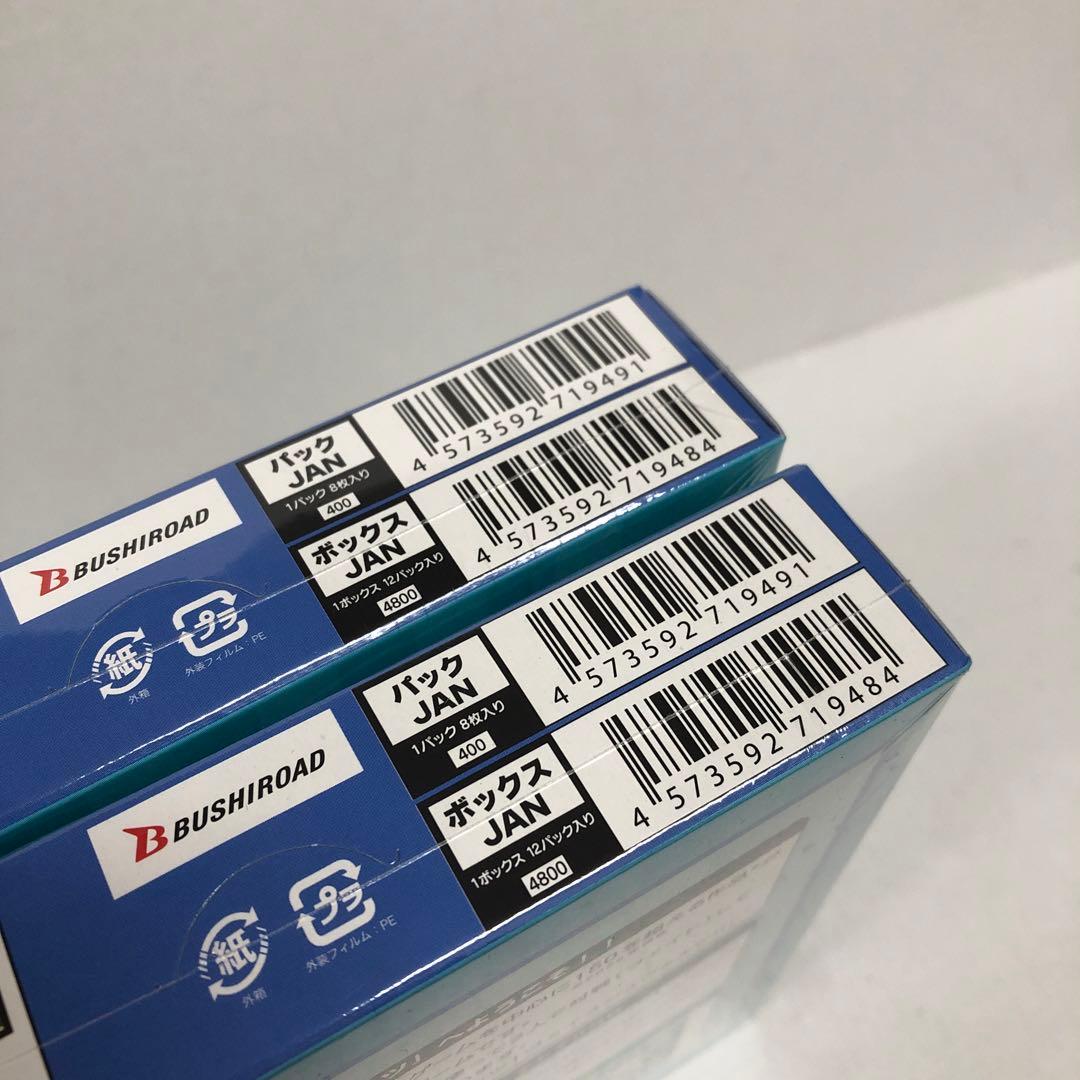 BUSHIROAD
紙
外箱
プラ
外装フィルム : PE
パック
JAN
1パック 8枚入り
400
4 573592 719491
ボックス
JAN
1ボックス 12パック入り
4800
4 573592 719484
BUSHIROAD
紙
外箱
プラ
外装フィルム : PE
パック
JAN
1パック 8枚入り
400
4 573592 719491
ボックス
JAN
1ボックス 12パック入り
4800
4 573592 719484
へようこそ!